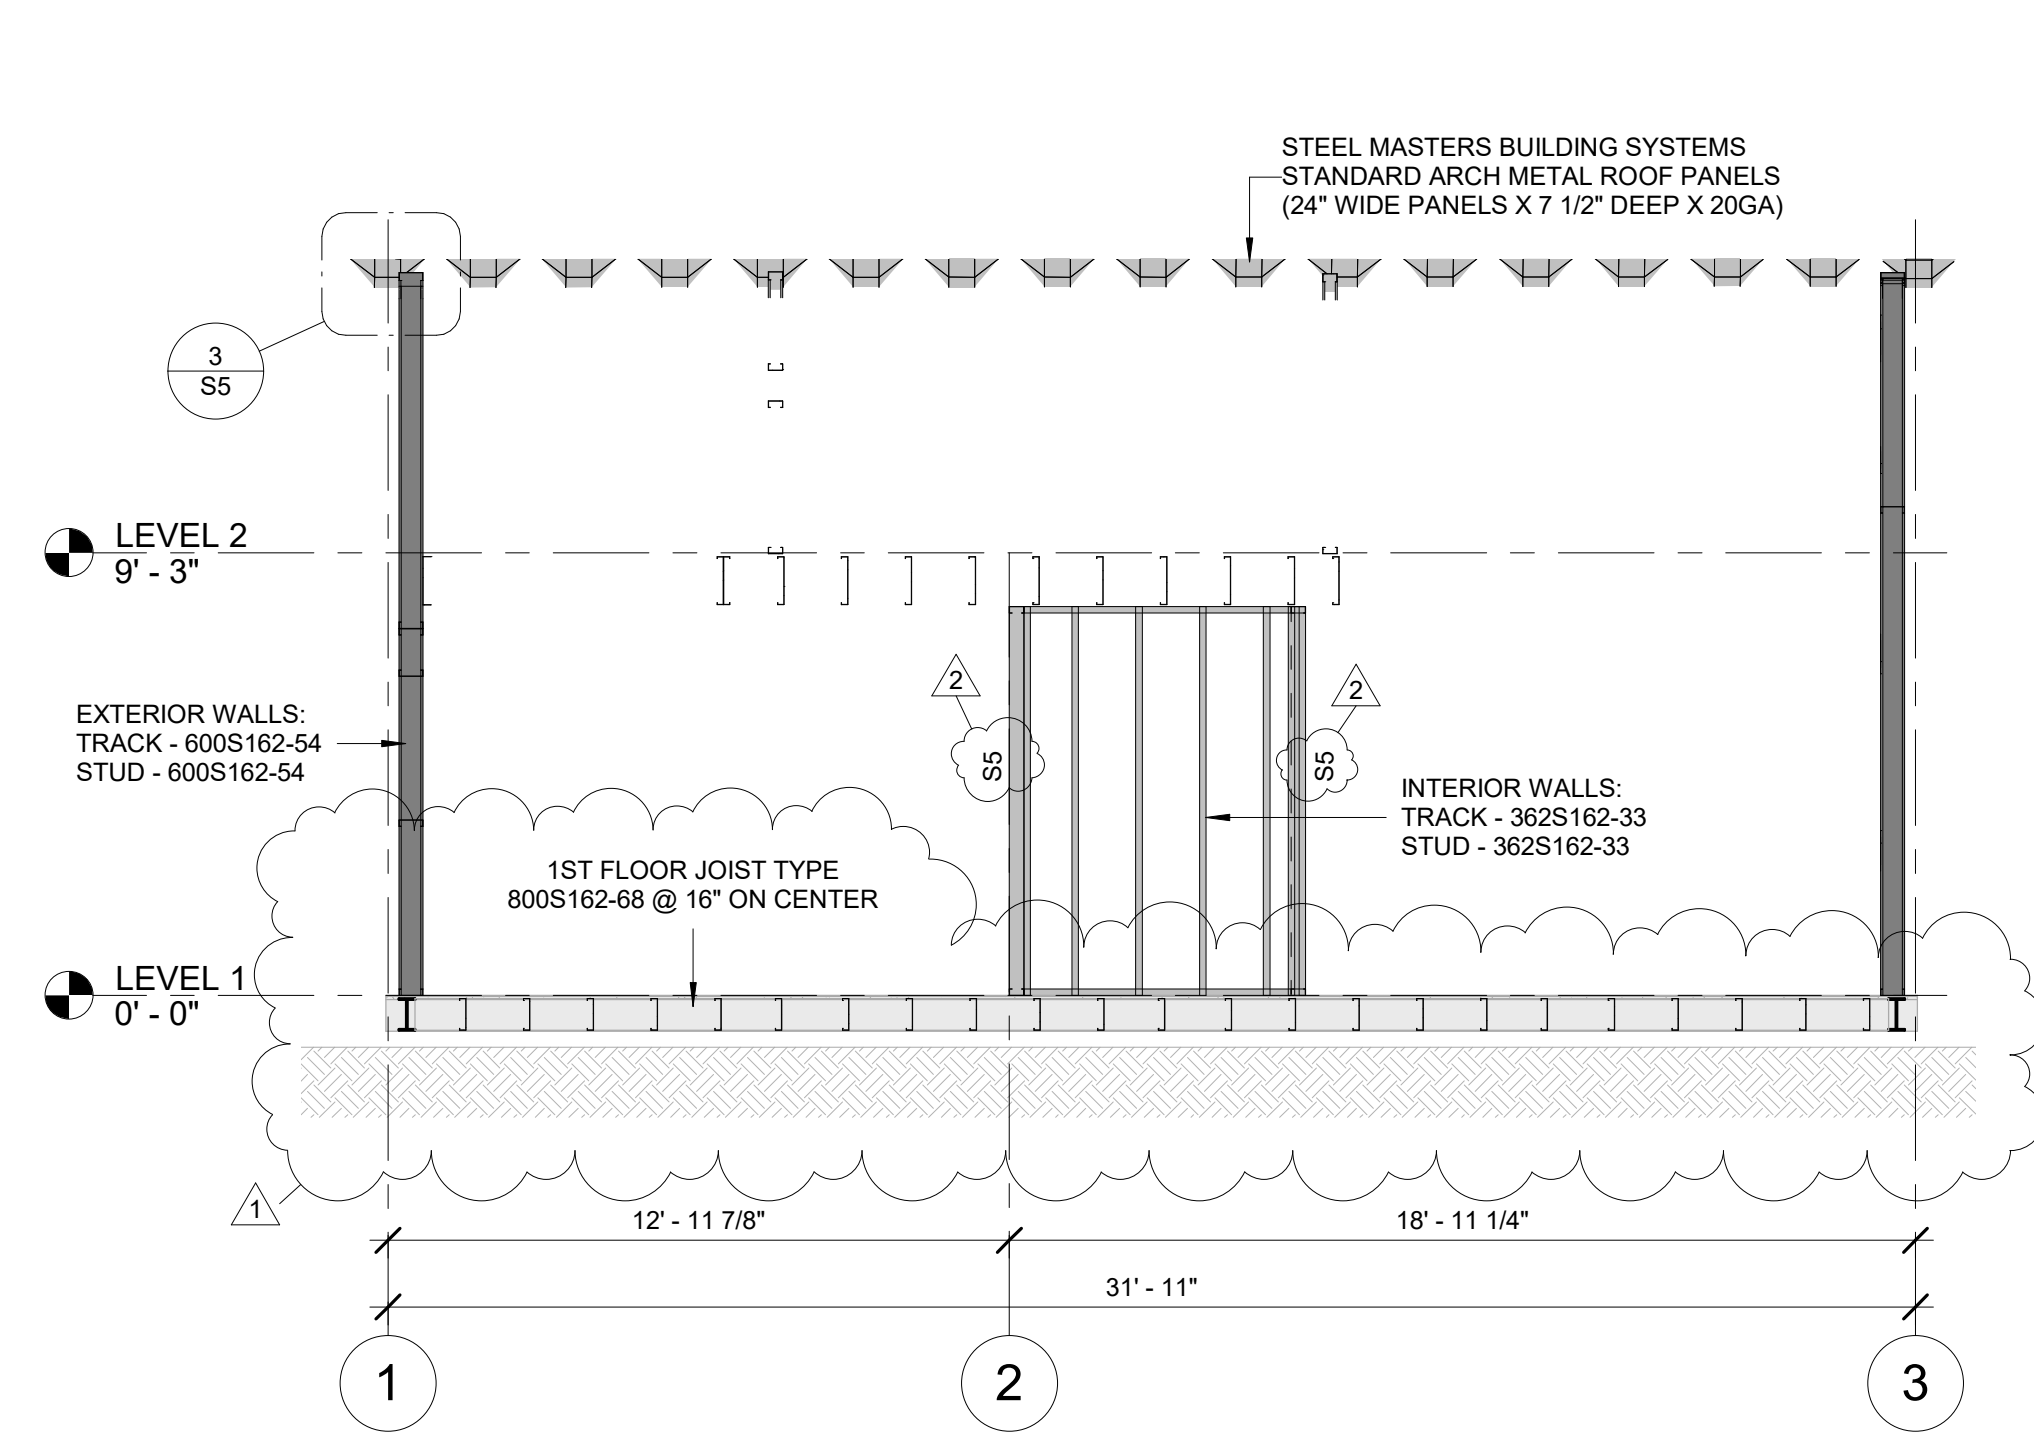 STEEL MASTERS BUILDING SYSTEMS
STANDARD ARCH METAL ROOF PANELS
(24" WIDE PANELS X 7 1/2" DEEP X 20GA)
3
S5
LEVEL 2
9' - 3"
2
2
EXTERIOR WALLS:
TRACK - 600S162-54
STUD - 600S162-54
S5
S5
INTERIOR WALLS:
TRACK - 362S162-33
STUD - 362S162-33
1ST FLOOR JOIST TYPE
800S162-68 @ 16" ON CENTER
LEVEL 1
0' - 0"
1
12' - 11 7/8"
18' - 11 1/4"
31' - 11"
1
2
3